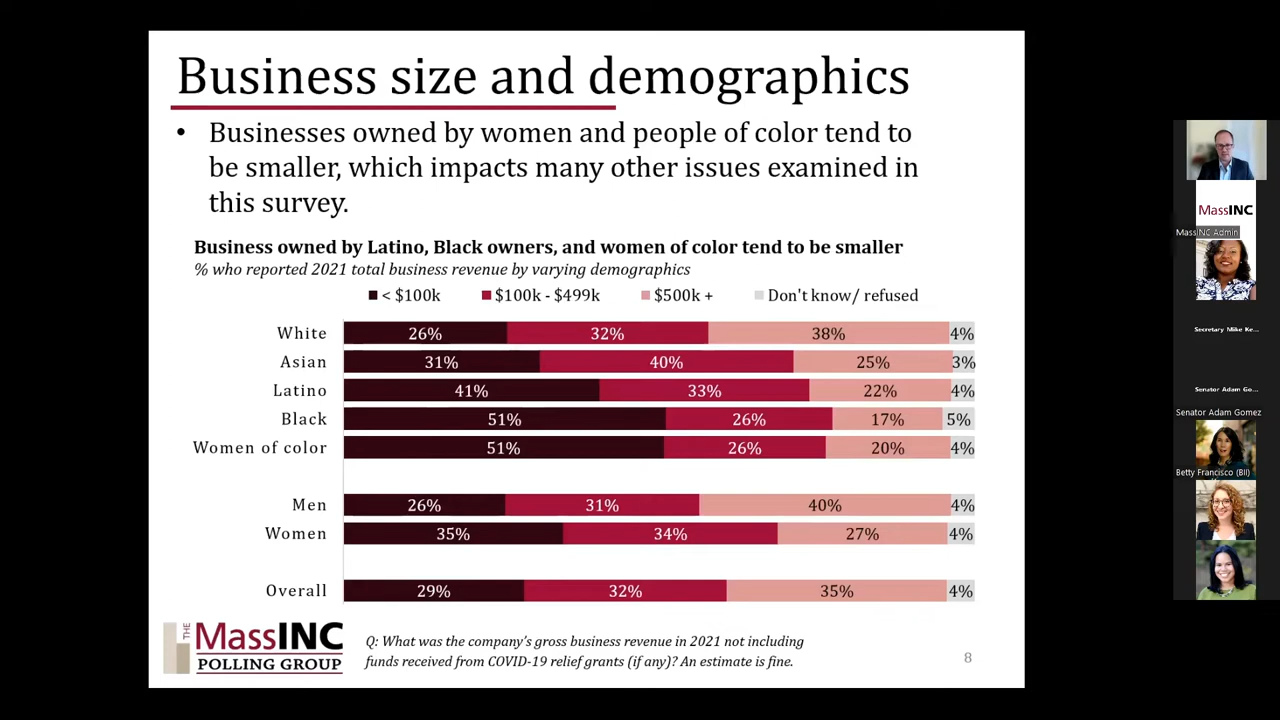 Business size and demographics
• Businesses owned by women and people of color tend to
be smaller, which impacts many other issues examined in
this survey.
Business owned by Latino, Black owners, and women of color tend to be smaller
% who reported 2021 total business revenue by varying demographics
< $100k $100k - $499k $500k + Don't know/ refused
White 26% 32% 38% 4%
Asian 31% 40% 25% 3%
Latino 41% 33% 22% 4%
Black 51% 26% 17% 5%
Women of color 51% 26% 20% 4%
Men 26% 31% 40% 4%
Women 35% 34% 27% 4%
Overall 29% 32% 35% 4%
THE MassINC
POLLING GROUP
Q: What was the company's gross business revenue in 2021 not including
funds received from COVID-19 relief grants (if any)? An estimate is fine.
8
MassINC
MassINC Admin
Secretary Mike Ke...
Senator Adam Go...
Senator Adam Gomez
Betty Francisco (BII)